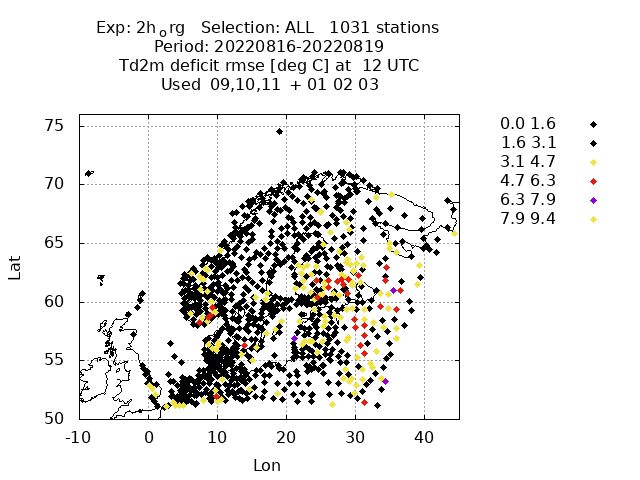 Exp: 2h_org   Selection: ALL   1031 stations
Period: 20220816-20220819
Td2m deficit rmse [deg C] at  12 UTC
Used  09,10,11  + 01 02 03
0.0 1.6
1.6 3.1
3.1 4.7
4.7 6.3
6.3 7.9
7.9 9.4
75
70
65
60
55
50
Lat
-10 0 10 20 30 40
Lon